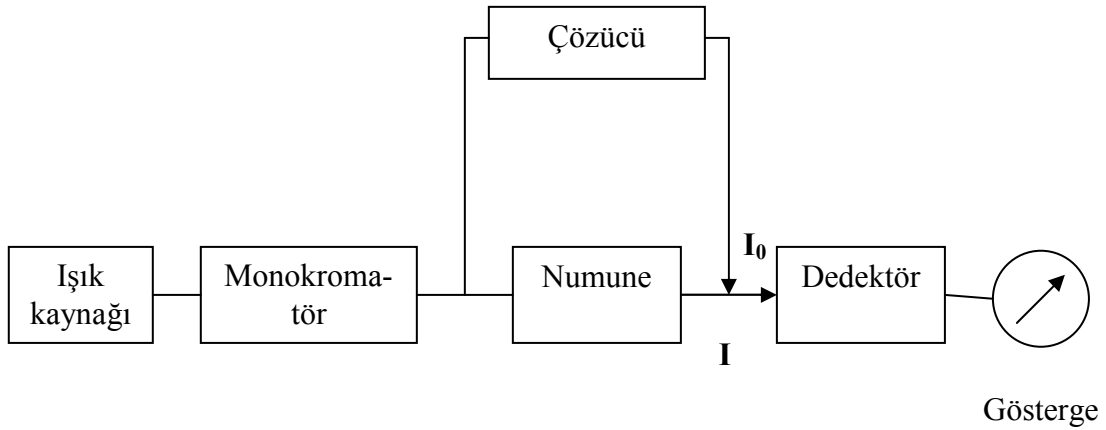 Çözücü
Işık
kaynağı
Monokroma-
tör
Numune
I₀
I
Dedektör
Gösterge